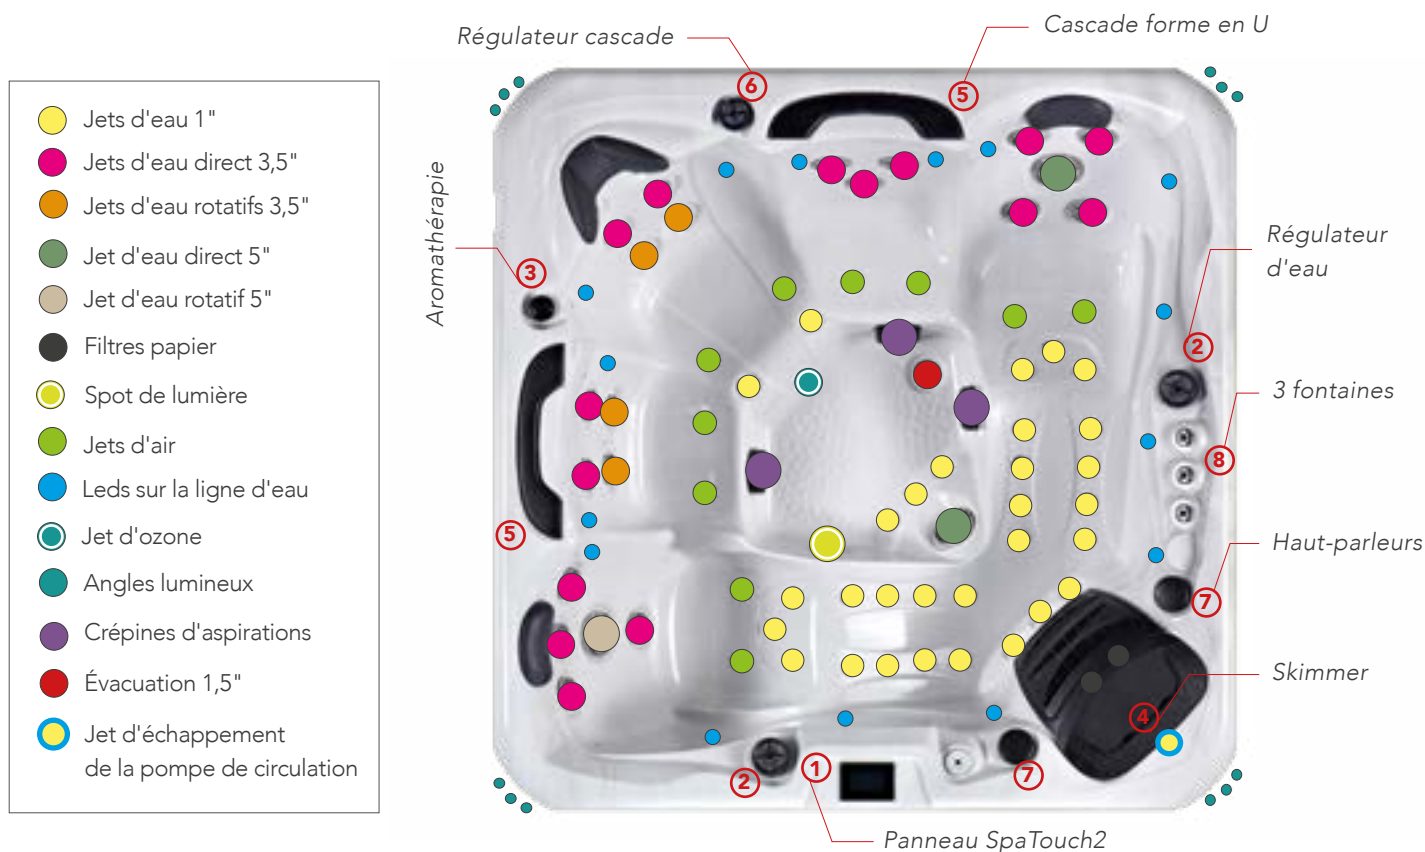 Régulateur cascade
Cascade forme en U
6
5
Jets d'eau 1"
Jets d'eau direct 3,5"
Jets d'eau rotatifs 3,5"
Jet d'eau direct 5"
Jet d'eau rotatif 5"
Filtres papier
Spot de lumière
Jets d'air
Leds sur la ligne d'eau
Jet d'ozone
Angles lumineux
Crépines d'aspirations
Évacuation 1,5"
Jet d'échappement
de la pompe de circulation
Aromathérapie
3
5
Régulateur
d'eau
2
3 fontaines
8
Haut-parleurs
7
Skimmer
4
2
1
7
Panneau SpaTouch2